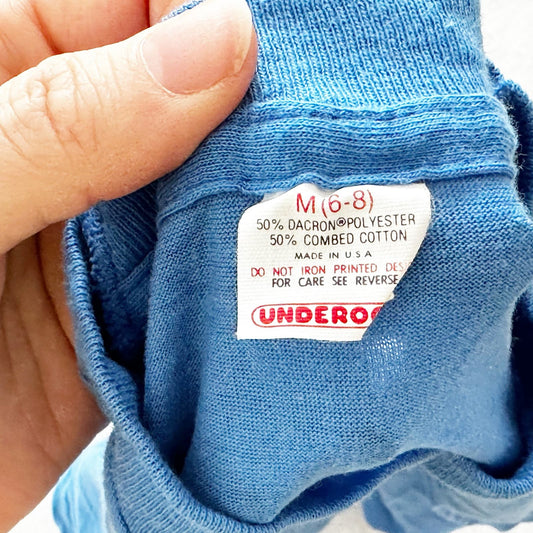 M (6-8)
50% DACRON® POLYESTER
50% COMBED COTTON
MADE IN USA
DO NOT IRON PRINTED DES
FOR CARE SEE REVERSE
UNDEROO